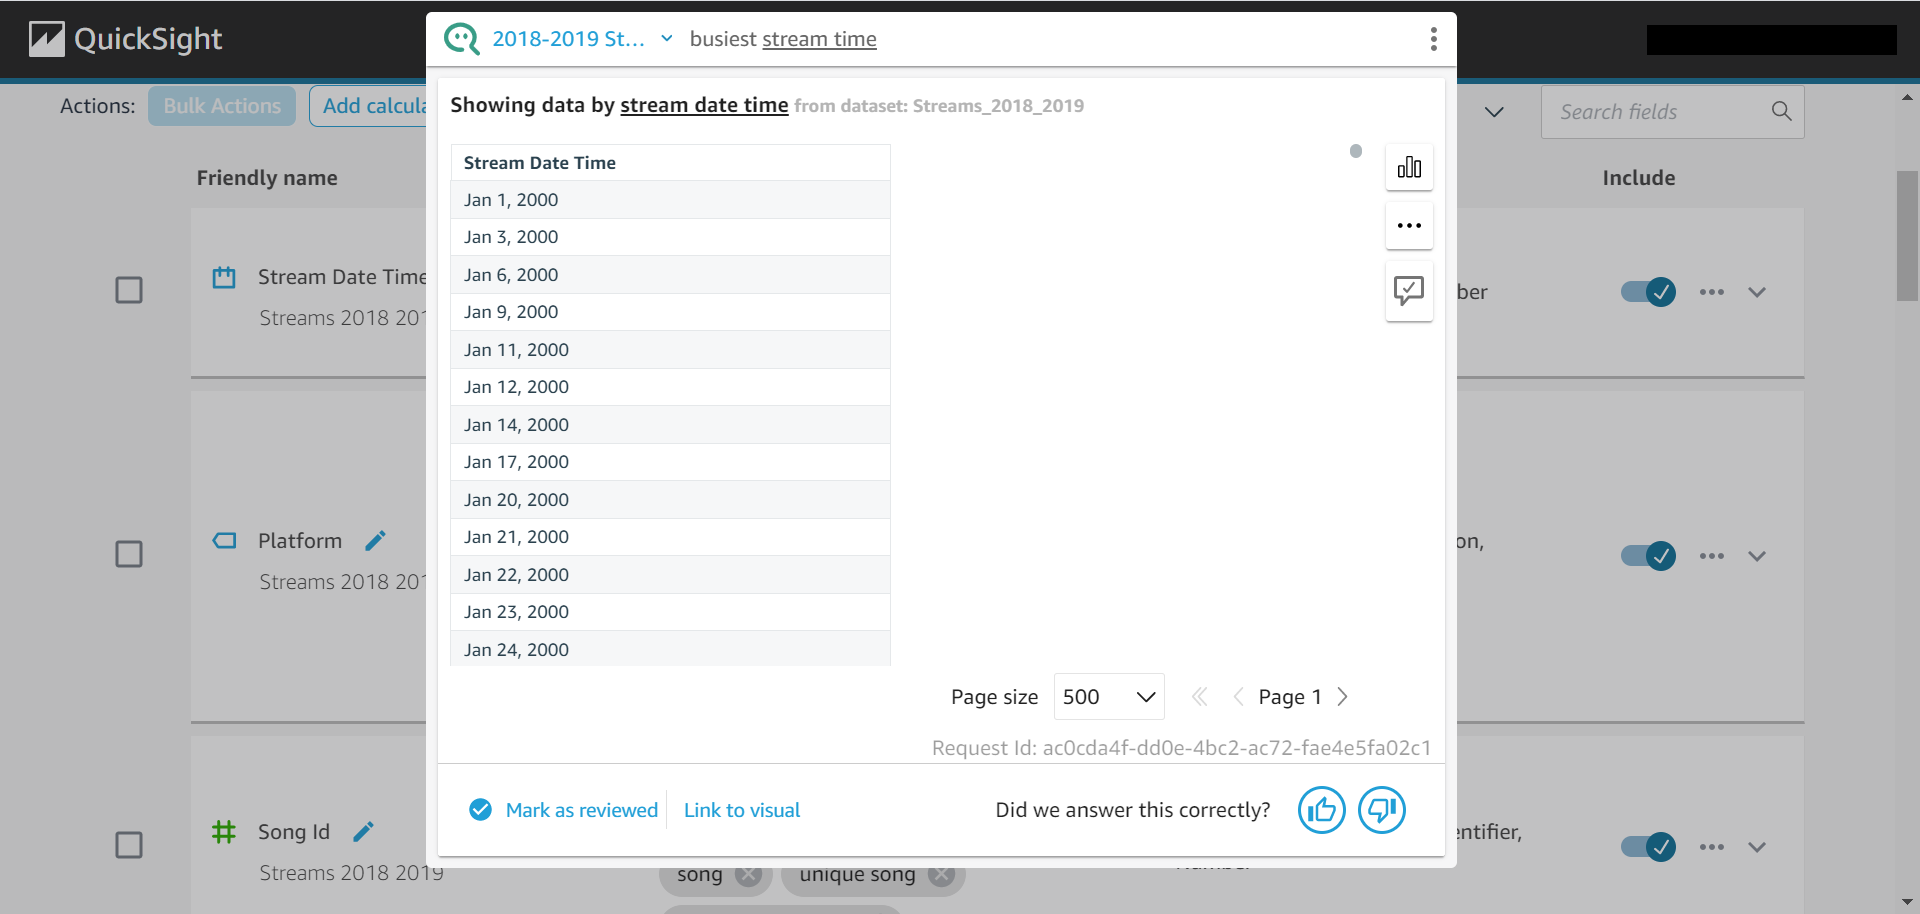 QuickSight
2018-2019 St...
busiest stream time
Actions:
Bulk Actions
Add calcula
Search fields
Showing data by stream date time from dataset: Streams_2018_2019
Friendly name
Include
Stream Date Time
Jan 1, 2000
Jan 3, 2000
Jan 6, 2000
Jan 9, 2000
Jan 11, 2000
Jan 12, 2000
Jan 14, 2000
Jan 17, 2000
Jan 20, 2000
Jan 21, 2000
Jan 22, 2000
Jan 23, 2000
Jan 24, 2000
Stream Date Time
Streams 2018 201
ber
Platform
Streams 2018 201
on,
Page size
500
Page 1
Request Id: ac0cda4f-dd0e-4bc2-ac72-fae4e5fa02c1
Mark as reviewed
Link to visual
Did we answer this correctly?
Song Id
Streams 2018 2019
song
unique song
entifier,